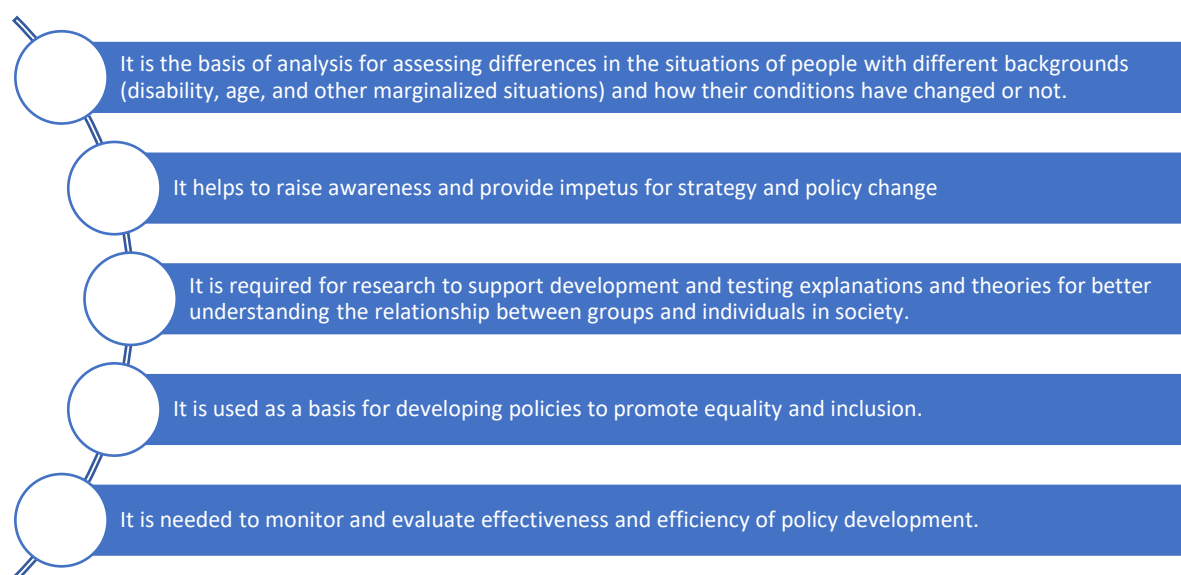 It is the basis of analysis for assessing differences in the situations of people with different backgrounds
(disability, age, and other marginalized situations) and how their conditions have changed or not.
It helps to raise awareness and provide impetus for strategy and policy change
It is required for research to support development and testing explanations and theories for better
understanding the relationship between groups and individuals in society.
It is used as a basis for developing policies to promote equality and inclusion.
It is needed to monitor and evaluate effectiveness and efficiency of policy development.